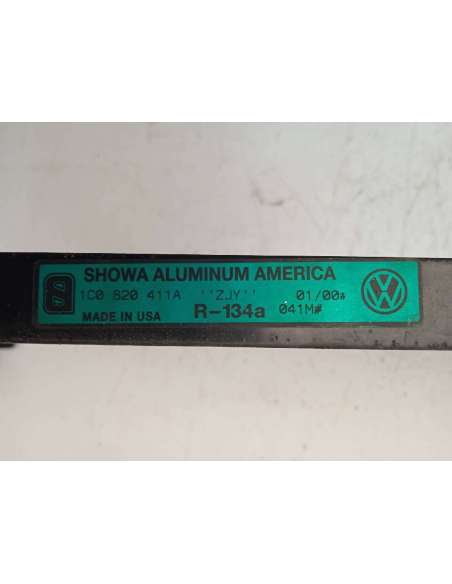 SHOWA ALUMINUM AMERICA
1C0 820 411A ''ZJY'' 01/00*
MADE IN USA R-134a 041M#